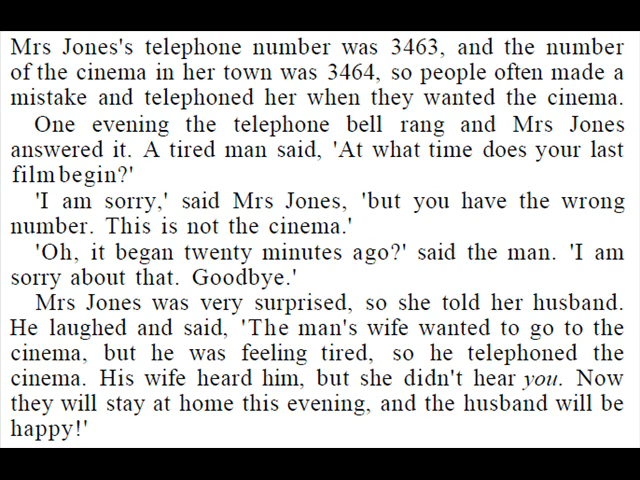 Mrs Jones's telephone number was 3463, and the number
of the cinema in her town was 3464, so people often made a
mistake and telephoned her when they wanted the cinema.
One evening the telephone bell rang and Mrs Jones
answered it. A tired man said, 'At what time does your last
film begin?'
'I am sorry,' said Mrs Jones, 'but you have the wrong
number. This is not the cinema.'
'Oh, it began twenty minutes ago?' said the man. 'I am
sorry about that. Goodbye.'
Mrs Jones was very surprised, so she told her husband.
He laughed and said, 'The man's wife wanted to go to the
cinema, but he was feeling tired, so he telephoned the
cinema. His wife heard him, but she didn't hear you. Now
they will stay at home this evening, and the husband will be
happy!'